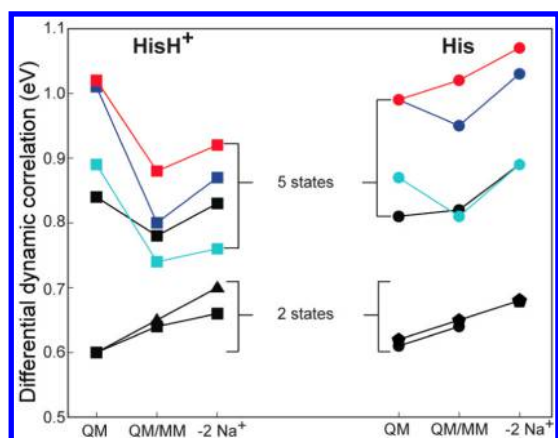 Differential dynamic correlation (eV)
1.1
1.0
0.9
0.8
0.7
0.6
0.5
HisH⁺
His
5 states
2 states
QM QM/MM -2 Na⁺ QM QM/MM -2 Na⁺